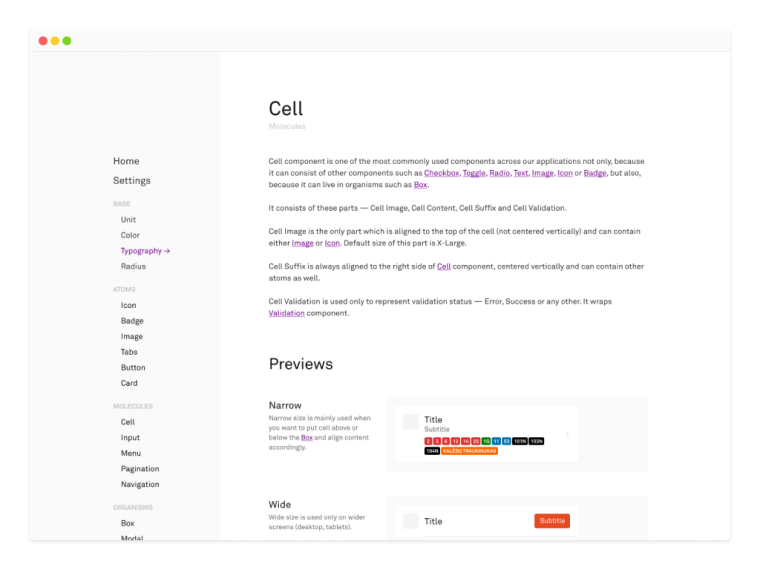 Home
Settings
BASE
Unit
Color
Typography →
Radius
ATOMS
Icon
Badge
Image
Tabs
Button
Card
MOLECULES
Cell
Input
Menu
Pagination
Navigation
ORGANISMS
Box
Modal
Cell
Molecules
Cell component is one of the most commonly used components across our applications not only, because
it can consist of other components such as Checkbox, Toggle, Radio, Text, Image, Icon or Badge, but also,
because it can live in organisms such as Box.
It consists of these parts — Cell Image, Cell Content, Cell Suffix and Cell Validation.
Cell Image is the only part which is aligned to the top of the cell (not centered vertically) and can contain
either Image or Icon. Default size of this part is X-Large.
Cell Suffix is always aligned to the right side of Cell component, centered vertically and can contain other
atoms as well.
Cell Validation is used only to represent validation status — Error, Success or any other. It wraps
Validation component.
Previews
Narrow
Narrow size is mainly used when
you want to put cell above or
below the Box and align content
accordingly.
Title
Subtitle
2 3 6 12 14 20 1G 11 53 101N 103N
104N KALĖDŲ TRAUKINUKAS
Wide
Wide size is used only on wider
screens (desktop, tablets).
Title
Subtitle